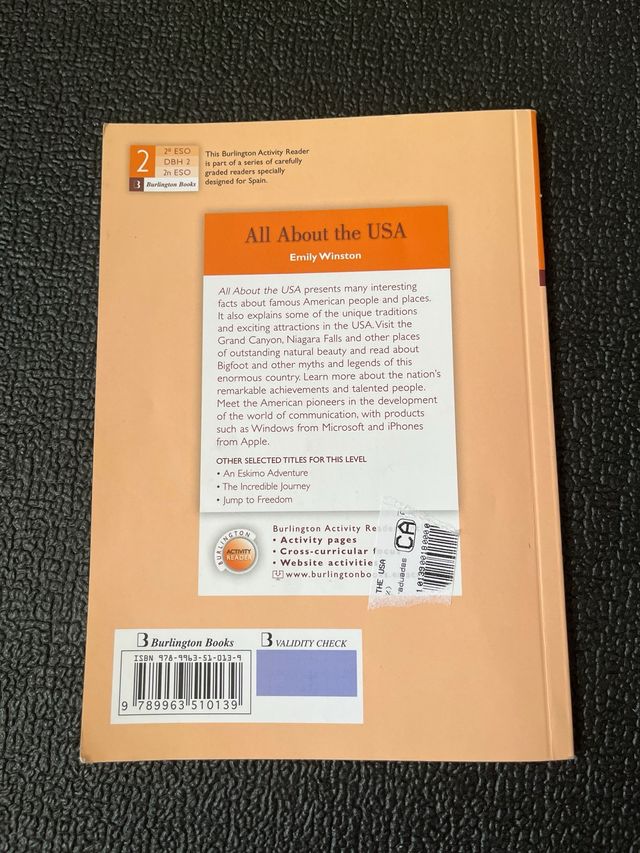 2
2º ESO
DBH 2
2n ESO
B Burlington Books
This Burlington Activity Reader
is part of a series of carefully
graded readers specially
designed for Spain.
All About the USA
Emily Winston
All About the USA presents many interesting
facts about famous American people and places.
It also explains some of the unique traditions
and exciting attractions in the USA. Visit the
Grand Canyon, Niagara Falls and other places
of outstanding natural beauty and read about
Bigfoot and other myths and legends of this
enormous country. Learn more about the nation's
remarkable achievements and talented people.
Meet the American pioneers in the development
of the world of communication, with products
such as Windows from Microsoft and iPhones
from Apple.
OTHER SELECTED TITLES FOR THIS LEVEL
• An Eskimo Adventure
• The Incredible Journey
• Jump to Freedom
BURLINGTON
ACTIVITY
READER
Burlington Activity Reade
• Activity pages
• Cross-curricular focus
• Website activities
www.burlingtonbo
THE USA
raduadas
CA
B Burlington Books
ISBN 978-9963-51-013-9
9 789963 510139
B VALIDITY CHECK